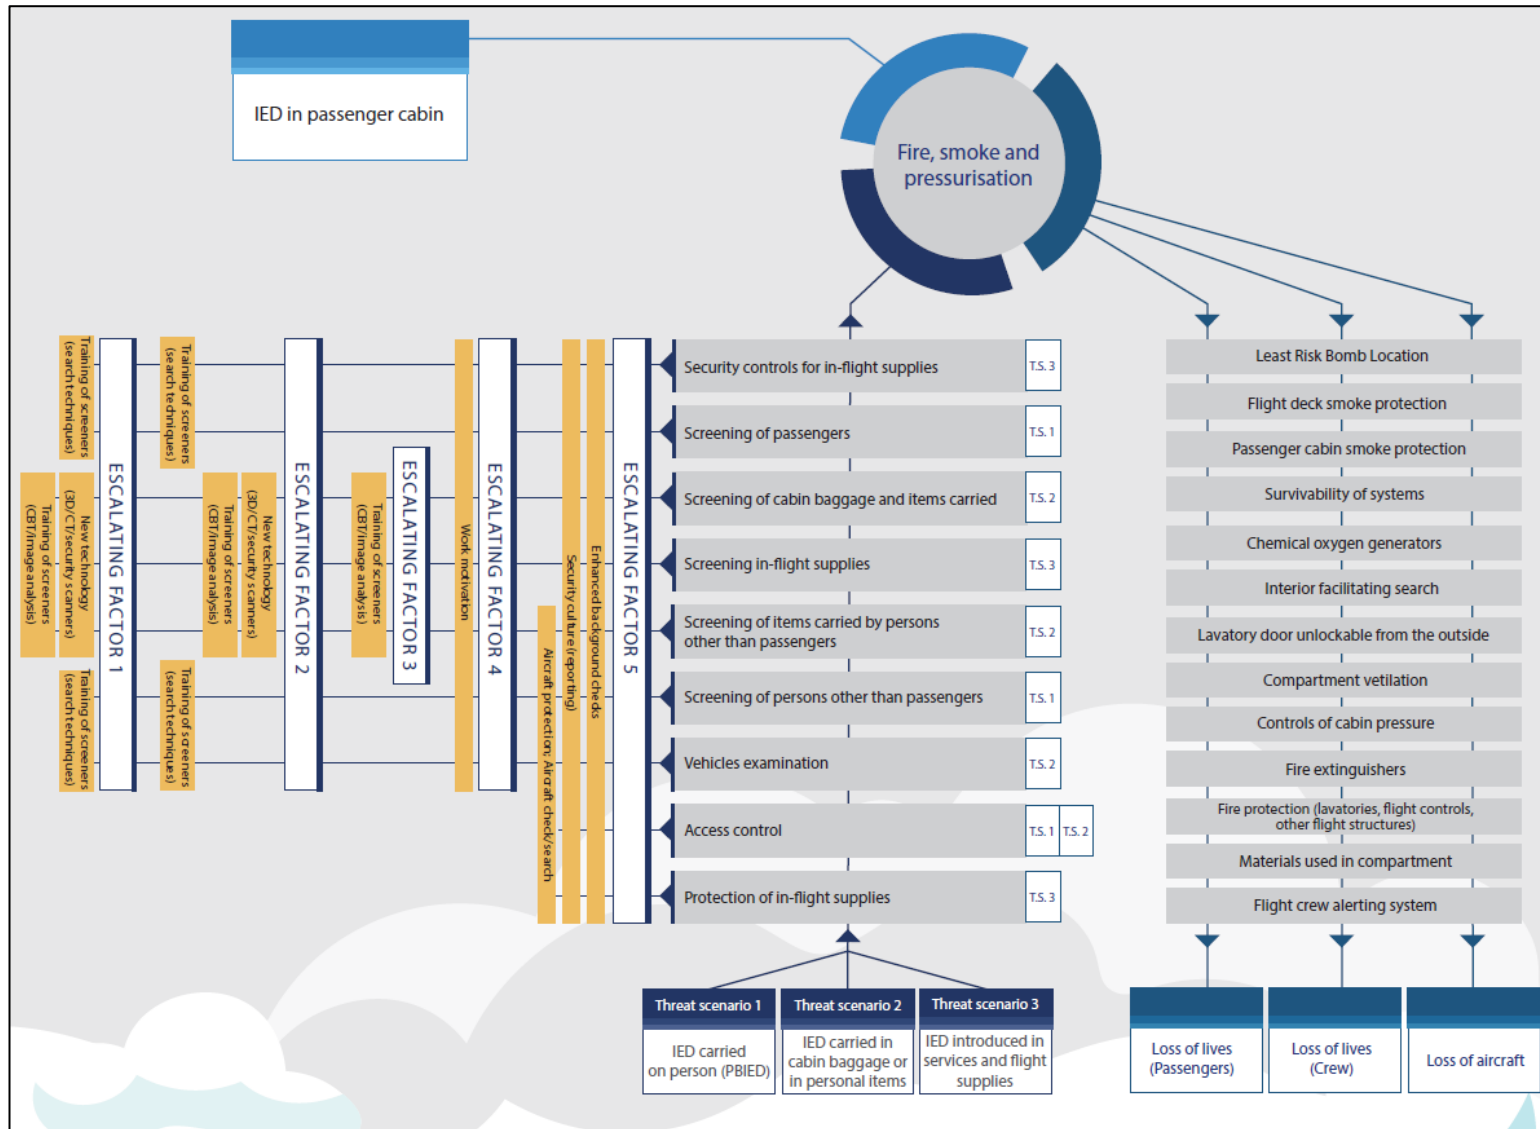 IED in passenger cabin
Fire, smoke and
pressurisation
Training of screeners
(search techniques)
New technology
(3D/CT/security scanners)
Training of screeners
(CBT/image analysis)
Training of screeners
(search techniques)
ESCALATING FACTOR 1
Training of screeners
(search techniques)
New technology
(3D/CT/security scanners)
Training of screeners
(CBT/image analysis)
Training of screeners
(search techniques)
ESCALATING FACTOR 2
Training of screeners
(CBT/image analysis)
ESCALATING FACTOR 3
Work motivation
ESCALATING FACTOR 4
Aircraft protection; Aircraft check/search
Security culture (reporting)
Enhanced background checks
ESCALATING FACTOR 5
Security controls for in-flight supplies
T.S. 3
Screening of passengers
T.S. 1
Screening of cabin baggage and items carried
T.S. 2
Screening in-flight supplies
T.S. 3
Screening of items carried by persons
other than passengers
T.S. 2
Screening of persons other than passengers
T.S. 1
Vehicles examination
T.S. 2
Access control
T.S. 1 T.S. 2
Protection of in-flight supplies
T.S. 3
Threat scenario 1
IED carried
on person (PBIED)
Threat scenario 2
IED carried in
cabin baggage or
in personal items
Threat scenario 3
IED introduced in
services and flight
supplies
Least Risk Bomb Location
Flight deck smoke protection
Passenger cabin smoke protection
Survivability of systems
Chemical oxygen generators
Interior facilitating search
Lavatory door unlockable from the outside
Compartment vetilation
Controls of cabin pressure
Fire extinguishers
Fire protection (lavatories, flight controls,
other flight structures)
Materials used in compartment
Flight crew alerting system
Loss of lives
(Passengers)
Loss of lives
(Crew)
Loss of aircraft